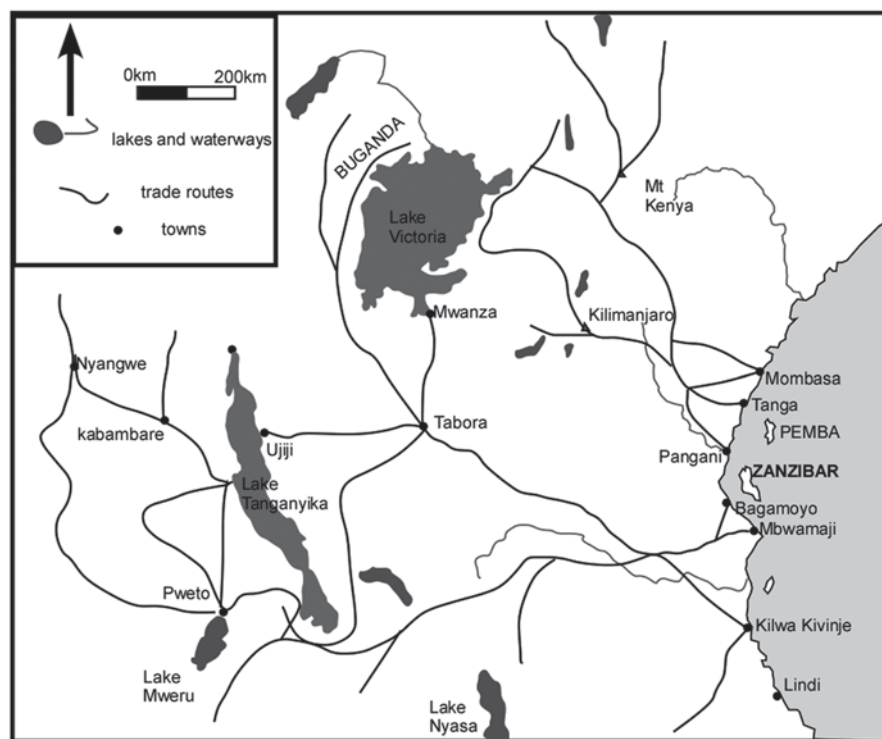 0km 200km
lakes and waterways
trade routes
towns
BUGANDA
Lake
Victoria
Mt
Kenya
Mwanza
Kilimanjaro
Nyangwe
Mombasa
Tanga
kabambare
Tabora
PEMBA
Ujiji
Pangani
ZANZIBAR
Lake
Tanganyika
Bagamoyo
Mbwamaji
Pweto
Kilwa Kivinje
Lake
Mweru
Lindi
Lake
Nyasa